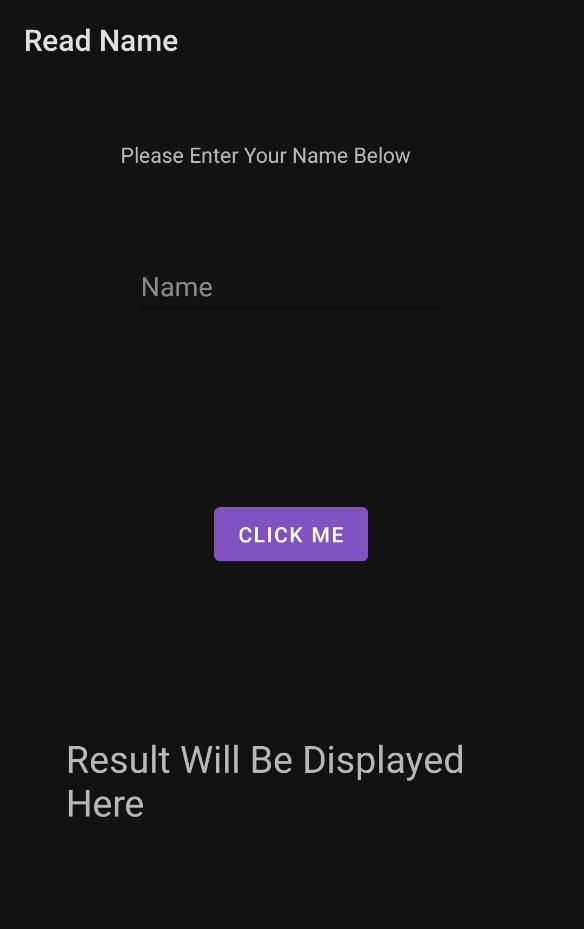 Read Name
Please Enter Your Name Below
Name
CLICK ME
Result Will Be Displayed
Here